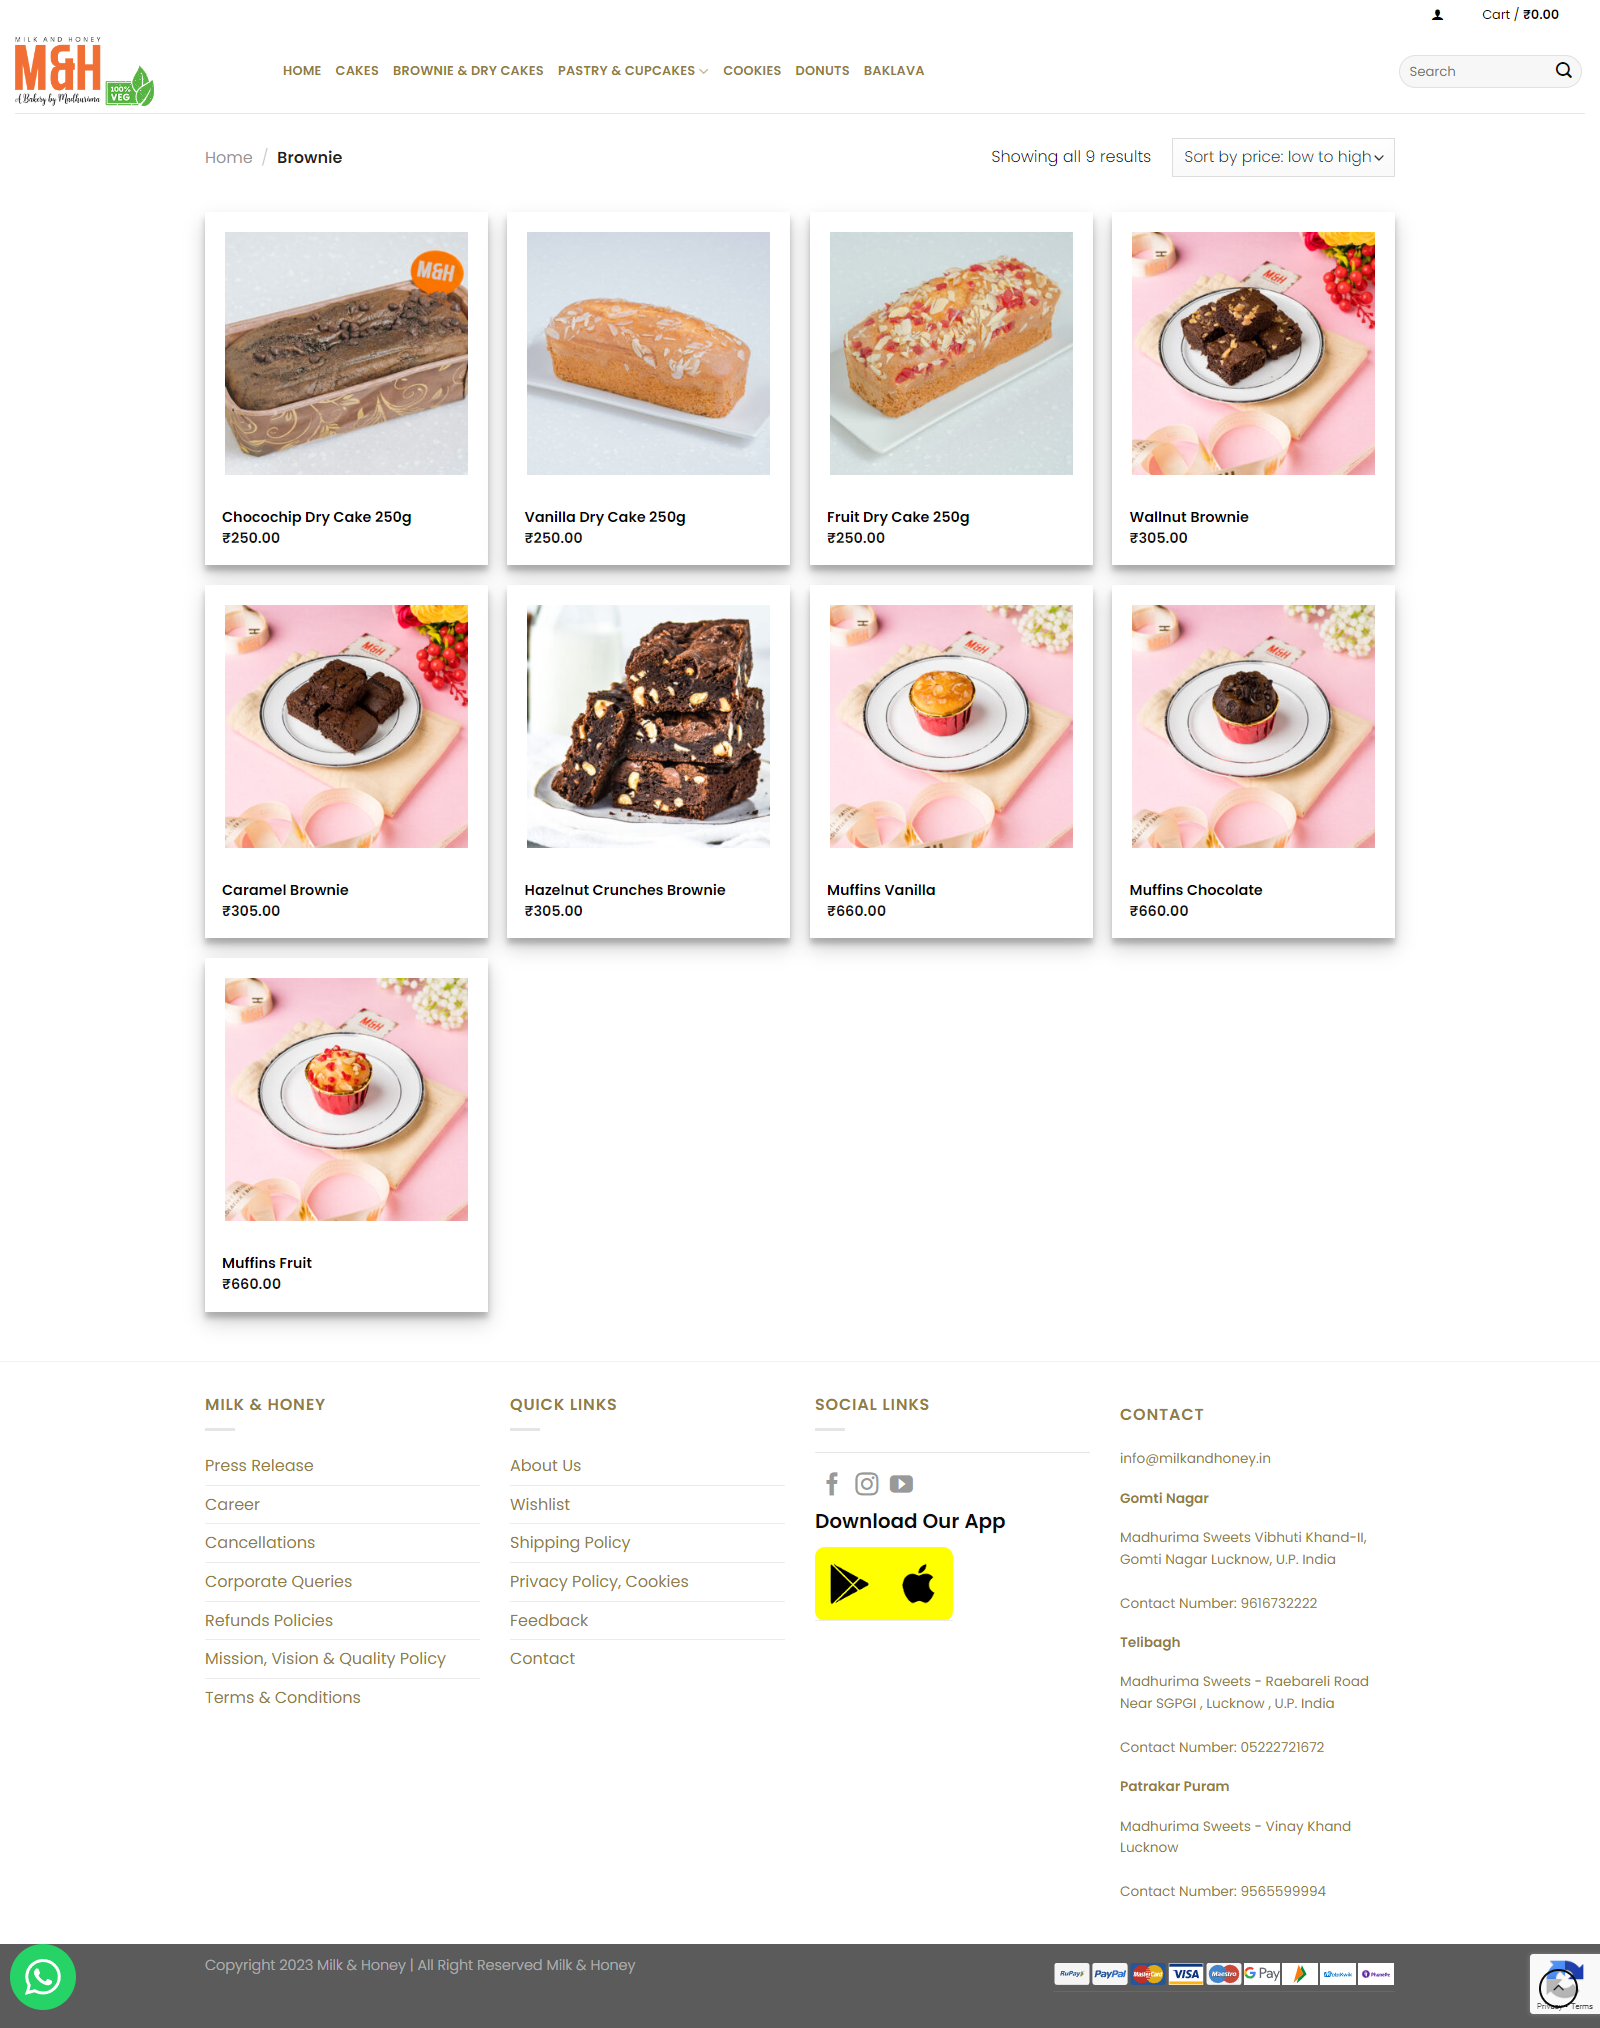 Cart / ₹0.00
MILK AND HONEY
M&H
A Bakery by Madhurima
100%
VEG
HOME
CAKES
BROWNIE & DRY CAKES
PASTRY & CUPCAKES
COOKIES
DONUTS
BAKLAVA
Search
Home / Brownie
Showing all 9 results
Sort by price: low to high
M&H
M&H
Chocochip Dry Cake 250g
₹250.00
Vanilla Dry Cake 250g
₹250.00
Fruit Dry Cake 250g
₹250.00
Wallnut Brownie
₹305.00
M&H
M&H
M&H
Caramel Brownie
₹305.00
Hazelnut Crunches Brownie
₹305.00
Muffins Vanilla
₹660.00
Muffins Chocolate
₹660.00
M&H
Muffins Fruit
₹660.00
MILK & HONEY
Press Release
Career
Cancellations
Corporate Queries
Refunds Policies
Mission, Vision & Quality Policy
Terms & Conditions
QUICK LINKS
About Us
Wishlist
Shipping Policy
Privacy Policy, Cookies
Feedback
Contact
SOCIAL LINKS
Download Our App
CONTACT
info@milkandhoney.in
Gomti Nagar
Madhurima Sweets Vibhuti Khand-II,
Gomti Nagar Lucknow, U.P. India
Contact Number: 9616732222
Telibagh
Madhurima Sweets - Raebareli Road
Near SGPGI , Lucknow , U.P. India
Contact Number: 05222721672
Patrakar Puram
Madhurima Sweets - Vinay Khand
Lucknow
Contact Number: 9565599994
Copyright 2023 Milk & Honey | All Right Reserved Milk & Honey
RuPay
PayPal
MasterCard
VISA
Maestro
G Pay
MobiKwik
PhonePe
Privacy - Terms